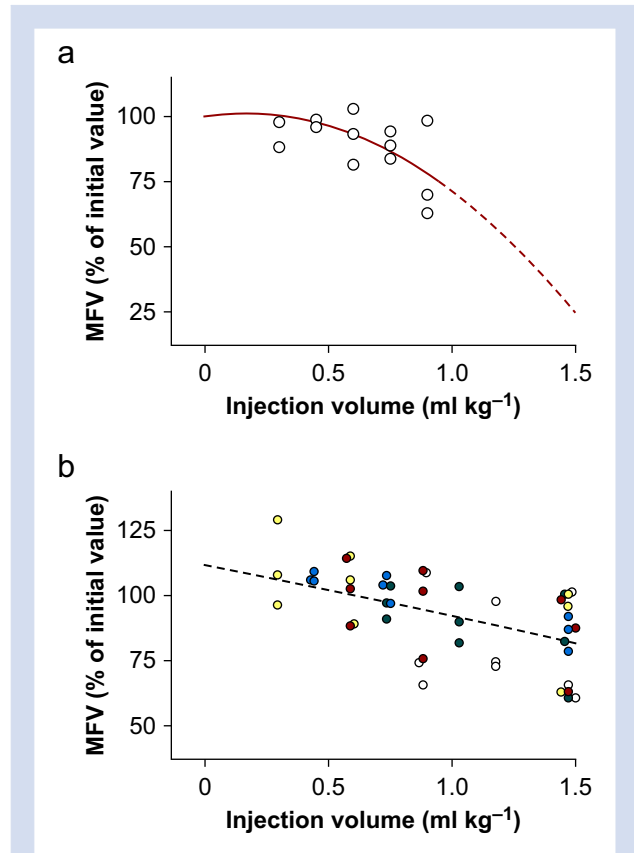 a
MFV (% of initial value)
100
75
50
25
0 0.5 1.0 1.5
Injection volume (ml kg⁻¹)
b
MFV (% of initial value)
125
100
75
50
0 0.5 1.0 1.5
Injection volume (ml kg⁻¹)